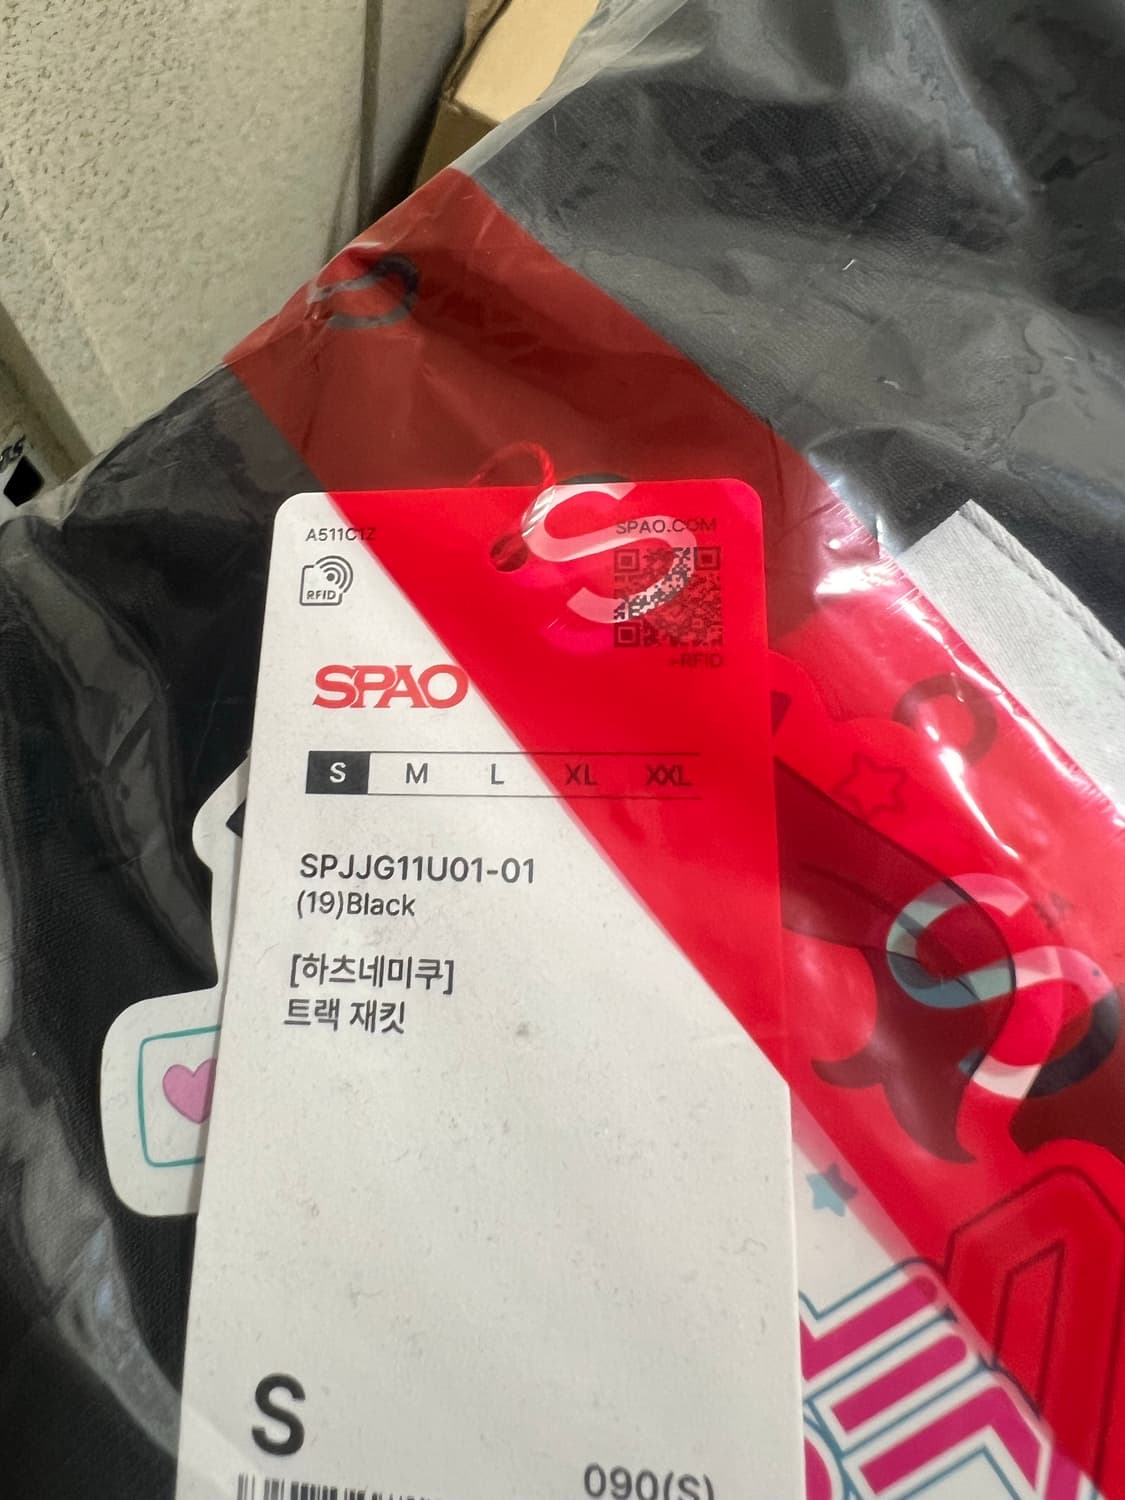 A511C1Z
SPAO.COM
RFID
+RFID
SPAO
S M L XL XXL
SPJJG11U01-01
(19)Black
[하츠네미쿠]
트랙 재킷
S
090(S)